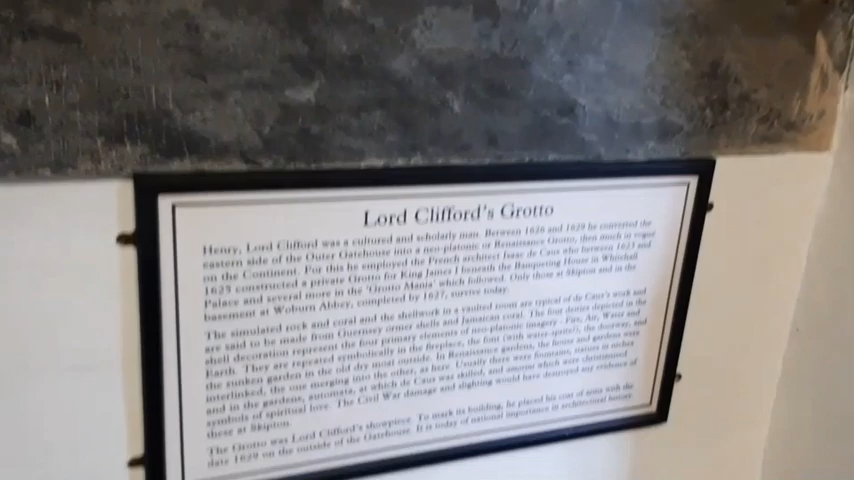 Lord Clifford's Grotto
Henry, Lord Clifford was a cultured and scholarly man. Between 1626 and 1629 he converted the
eastern side of the Outer Gatehouse into a neo-platonic or Renaissance Grotto, then much in vogue
on the Continent. For this he employed the French architect Isaac de Caus who between 1623 and
1625 constructed a private Grotto for King James I beneath the Banqueting House in Whitehall
Palace and several more in the 'Grotto Mania' which followed. Only those at Skipton and in the
basement at Woburn Abbey, completed by 1627, survive today.
The simulated rock and coral and the shellwork in a vaulted room are typical of de Caus's work and
are said to be made from Guernsey ormer shells and Jamaican coral. The four deities depicted in the
shell decoration represent the four primary elements of neo-platonic imagery - Fire, Air, Water and
Earth. They are repeated symbolically in the fireplace, the font (with water-spouts), the doorway, and
the sunken garden in the old dry moat outside. In Renaissance gardens, the house and gardens were
interlinked, the one merging into the other, as here. Usually there were fountains, statues in niches
and in the gardens, automata, at which de Caus was skilled, and amorini which were
symbols of spiritual love. The Civil War damage and slighting would have destroyed any evidence of
these at Skipton.
The Grotto was Lord Clifford's showpiece. To mark its building, he placed his coat of arms with the
date 1629 on the outside of the Gatehouse. It is today of national importance in architectural history.